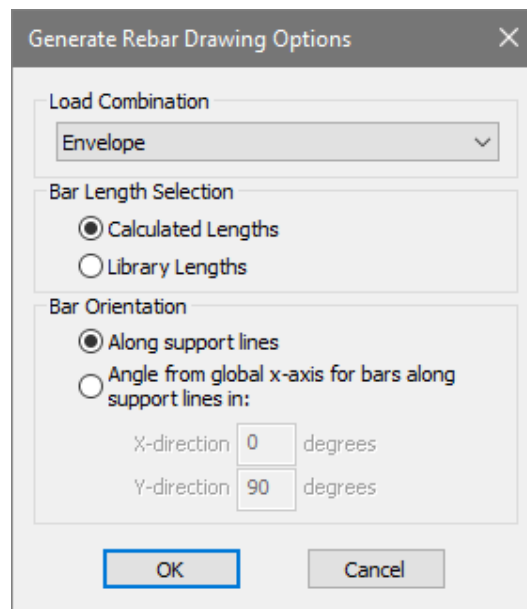 Generate Rebar Drawing Options
Load Combination
Envelope
Bar Length Selection
Calculated Lengths
Library Lengths
Bar Orientation
Along support lines
Angle from global x-axis for bars along
support lines in:
X-direction 0 degrees
Y-direction 90 degrees
OK Cancel